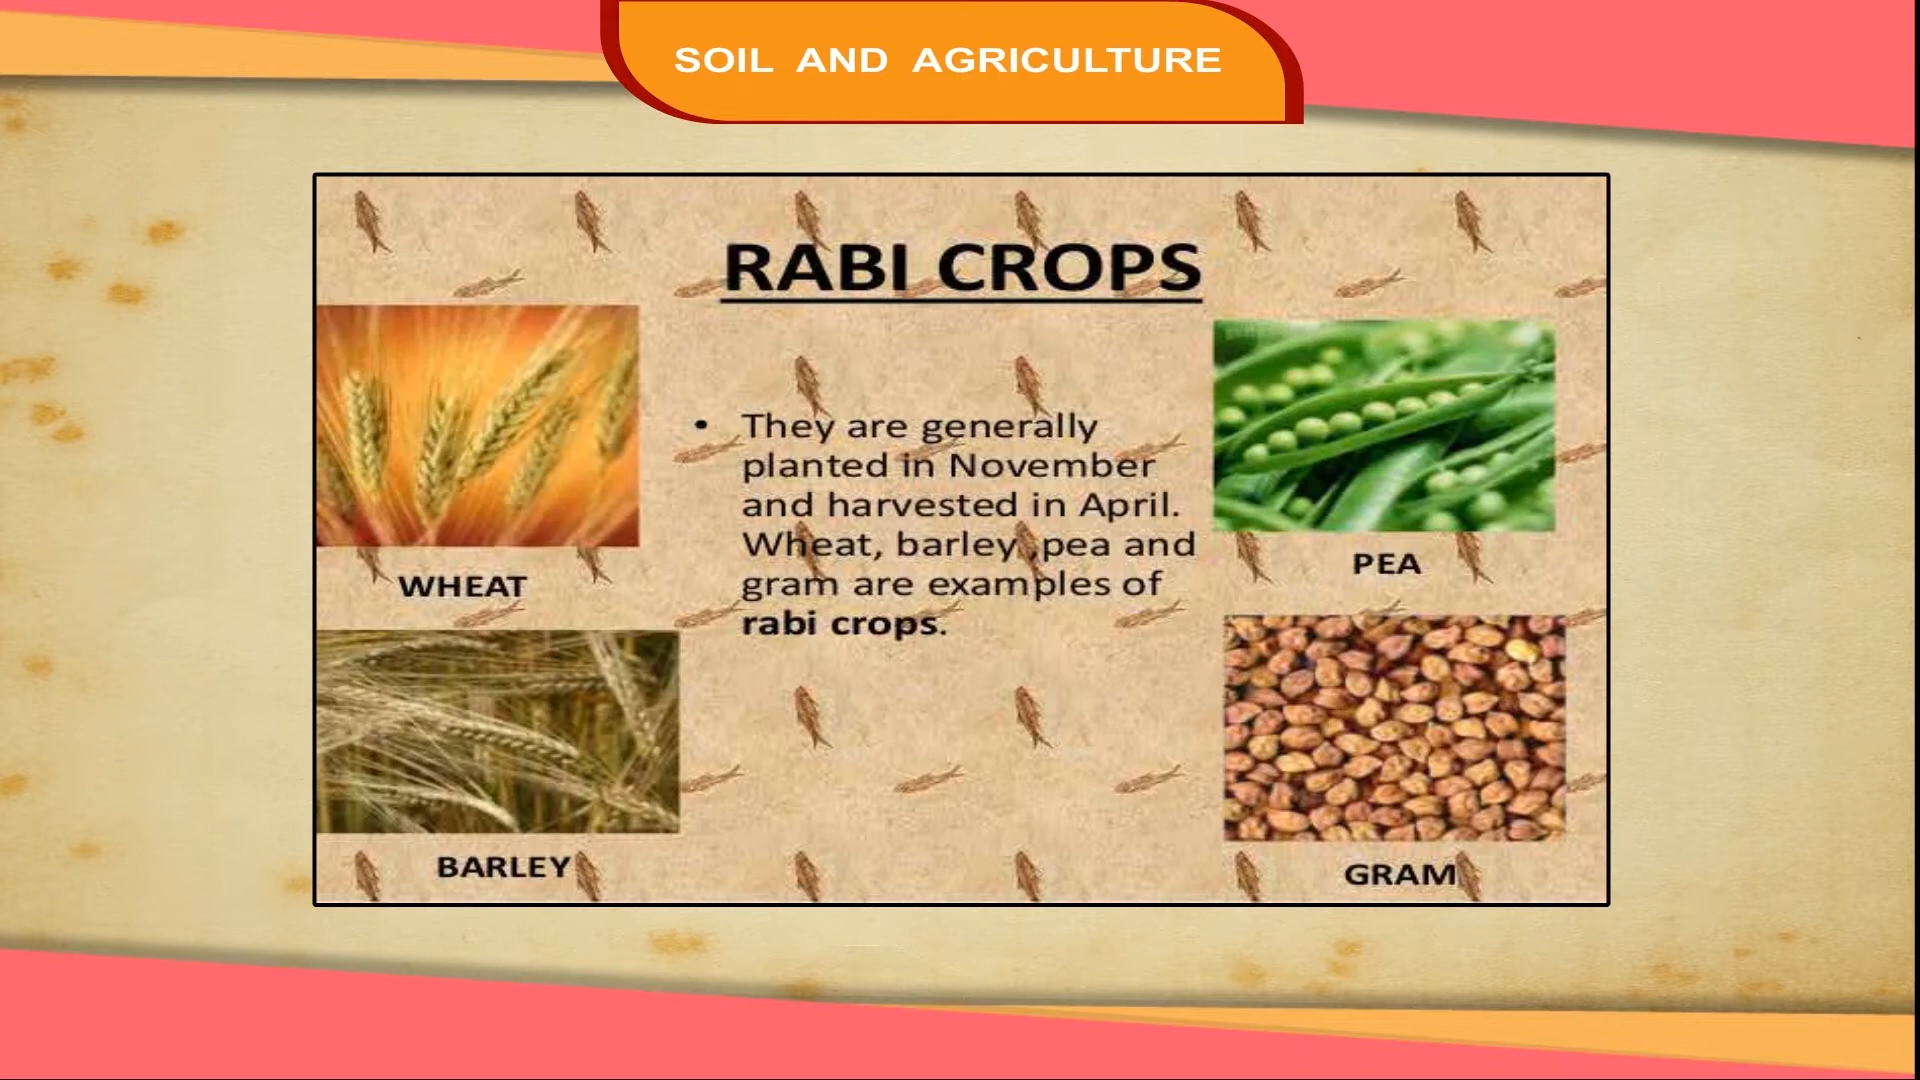 SOIL AND AGRICULTURE
RABI CROPS
They are generally
planted in November
and harvested in April.
Wheat, barley ,pea and
gram are examples of
rabi crops.
WHEAT
PEA
BARLEY
GRAM